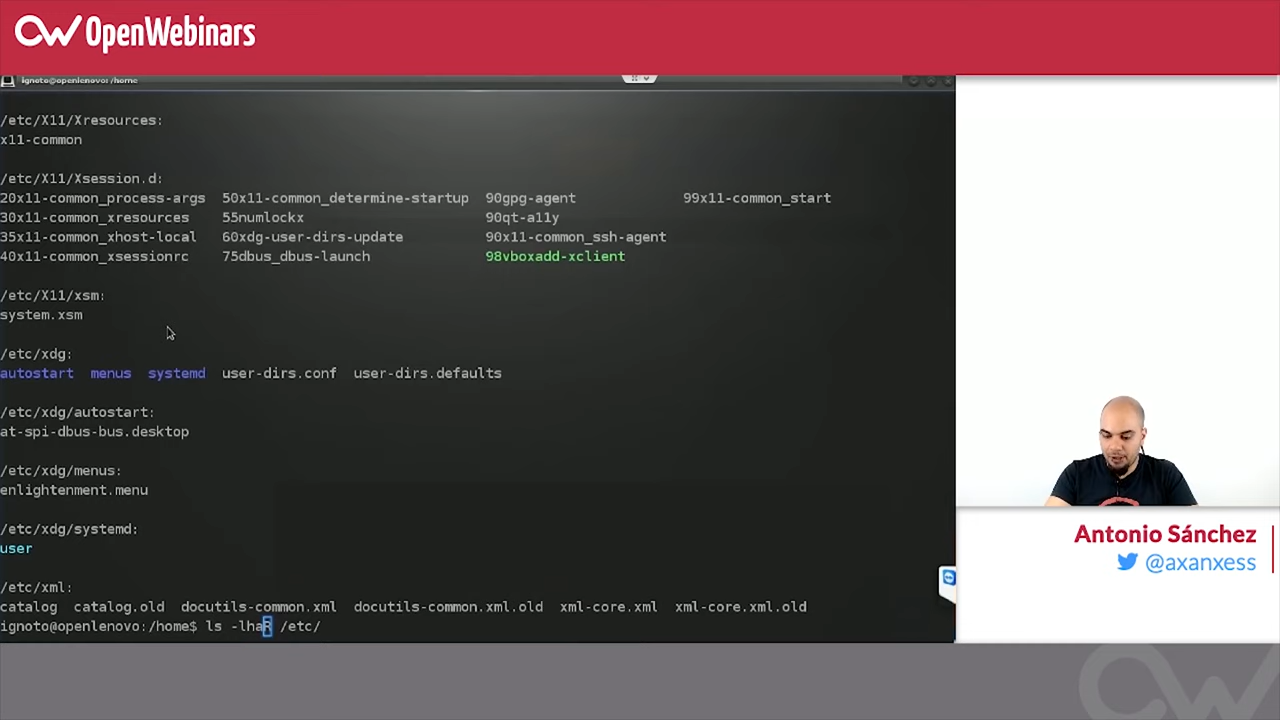 OpenWebinars
ignoto@openlenovo: /home
/etc/X11/Xresources:
x11-common
/etc/X11/Xsession.d:
20x11-common_process-args 50x11-common_determine-startup 90gpg-agent 99x11-common_start
30x11-common_xresources 55numlockx 90qt-a11y
35x11-common_xhost-local 60xdg-user-dirs-update 90x11-common_ssh-agent
40x11-common_xsessionrc 75dbus_dbus-launch 98vboxadd-xclient
/etc/X11/xsm:
system.xsm
/etc/xdg:
autostart menus systemd user-dirs.conf user-dirs.defaults
/etc/xdg/autostart:
at-spi-dbus-bus.desktop
/etc/xdg/menus:
enlightenment.menu
/etc/xdg/systemd:
user
/etc/xml:
catalog catalog.old docutils-common.xml docutils-common.xml.old xml-core.xml xml-core.xml.old
ignoto@openlenovo:/home$ ls -lhaR /etc/
Antonio Sánchez
@axanxess